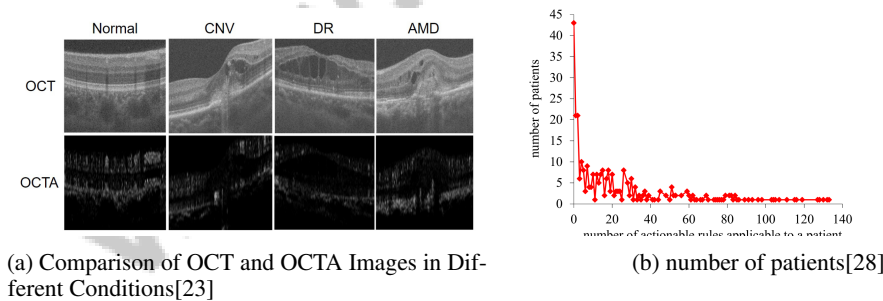 Normal CNV DR AMD
OCT
OCTA
(a) Comparison of OCT and OCTA Images in Dif-
ferent Conditions[23]
number of patients
45
40
35
30
25
20
15
10
5
0
0 20 40 60 80 100 120 140
number of actionable rules applicable to a patient
(b) number of patients[28]